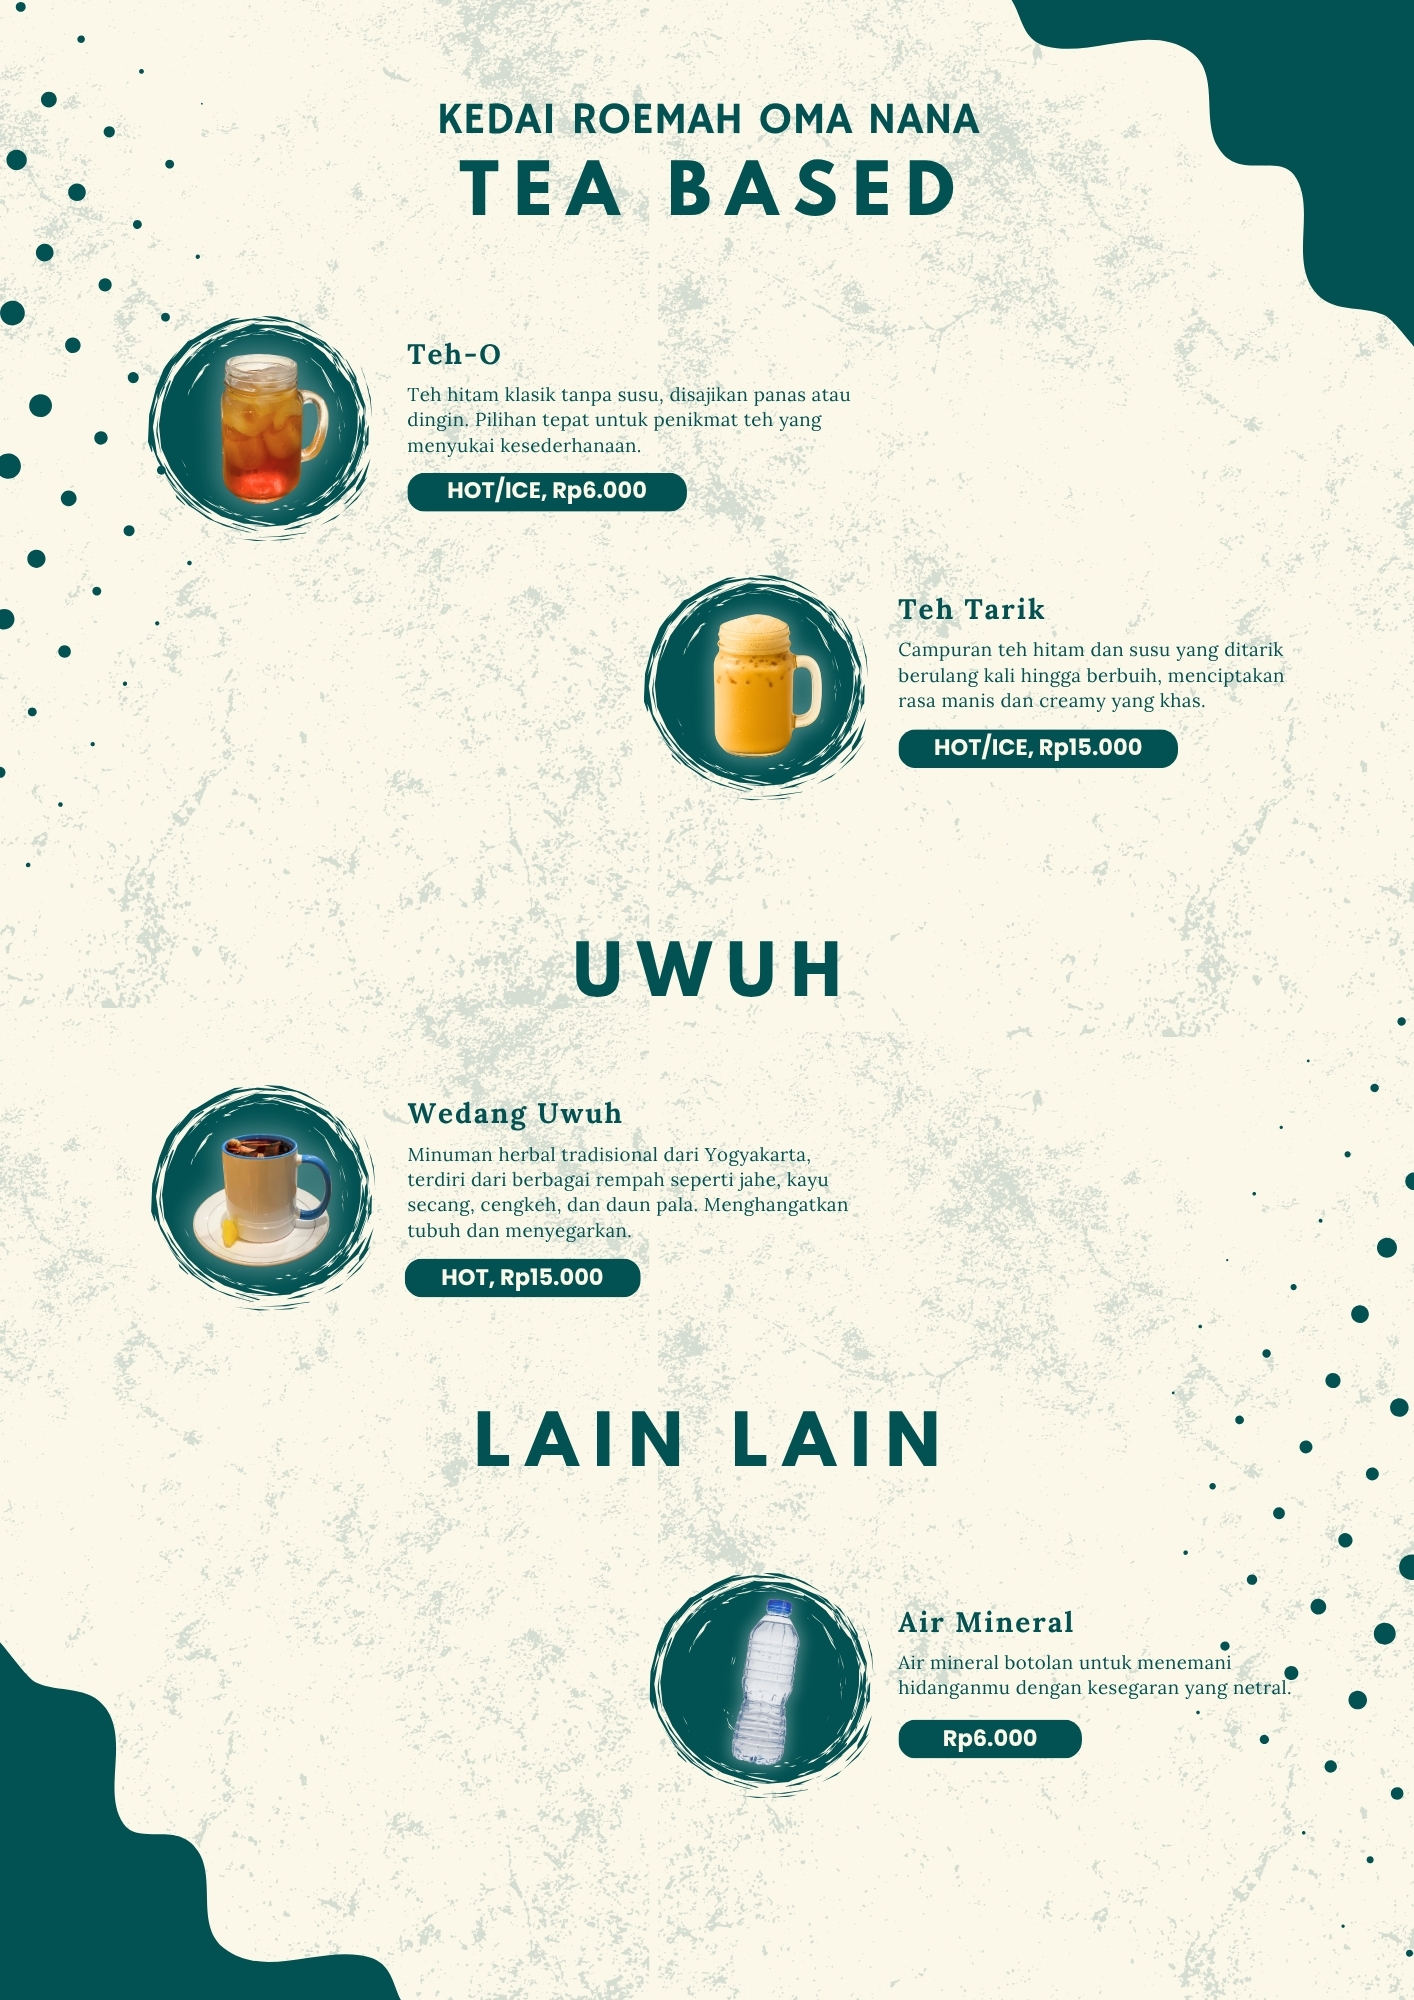 KEDAI ROEMAH OMA NANA
TEA BASED
Teh-O
Teh hitam klasik tanpa susu, disajikan panas atau
dingin. Pilihan tepat untuk penikmat teh yang
menyukai kesederhanaan.
HOT/ICE, Rp6.000
Teh Tarik
Campuran teh hitam dan susu yang ditarik
berulang kali hingga berbuih, menciptakan
rasa manis dan creamy yang khas.
HOT/ICE, Rp15.000
UWUH
Wedang Uwuh
Minuman herbal tradisional dari Yogyakarta,
terdiri dari berbagai rempah seperti jahe, kayu
secang, cengkeh, dan daun pala. Menghangatkan
tubuh dan menyegarkan.
HOT, Rp15.000
LAIN LAIN
Air Mineral
Air mineral botolan untuk menemani
hidanganmu dengan kesegaran yang netral.
Rp6.000